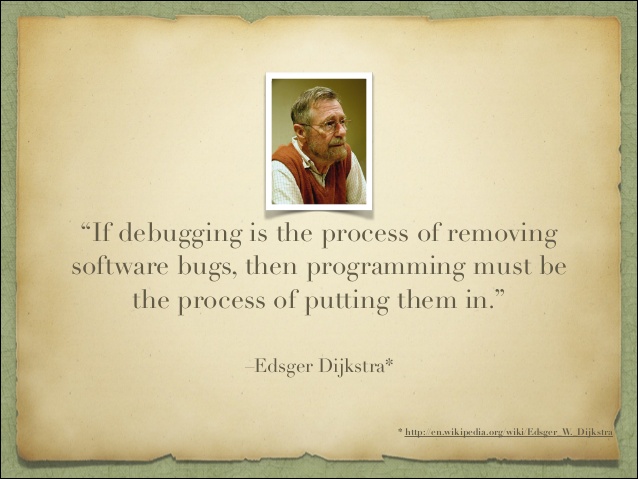 “If debugging is the process of removing
software bugs, then programming must be
the process of putting them in.”
–Edsger Dijkstra*
* http://en.wikipedia.org/wiki/Edsger_W._Dijkstra